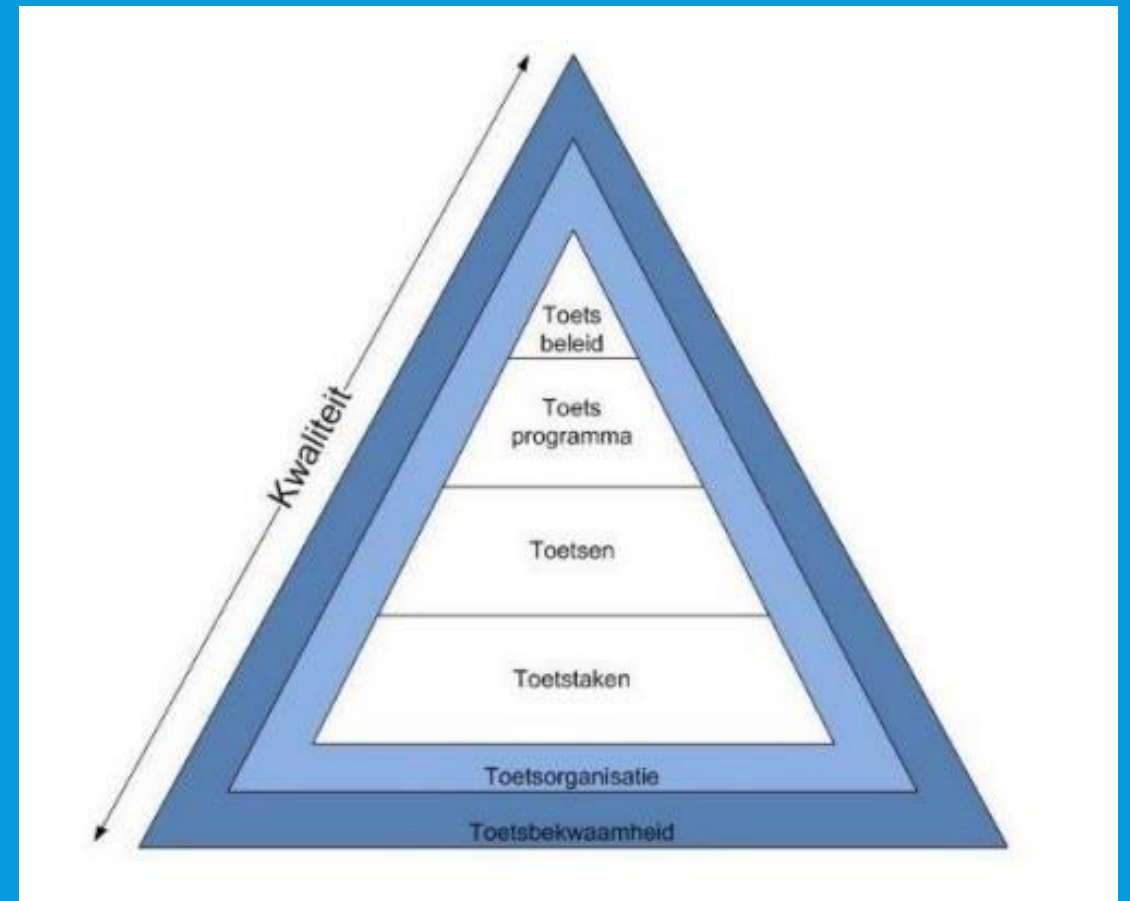 Kwaliteit
Toets
beleid
Toets
programma
Toetsen
Toetstaken
Toetsorganisatie
Toetsbekwaamheid